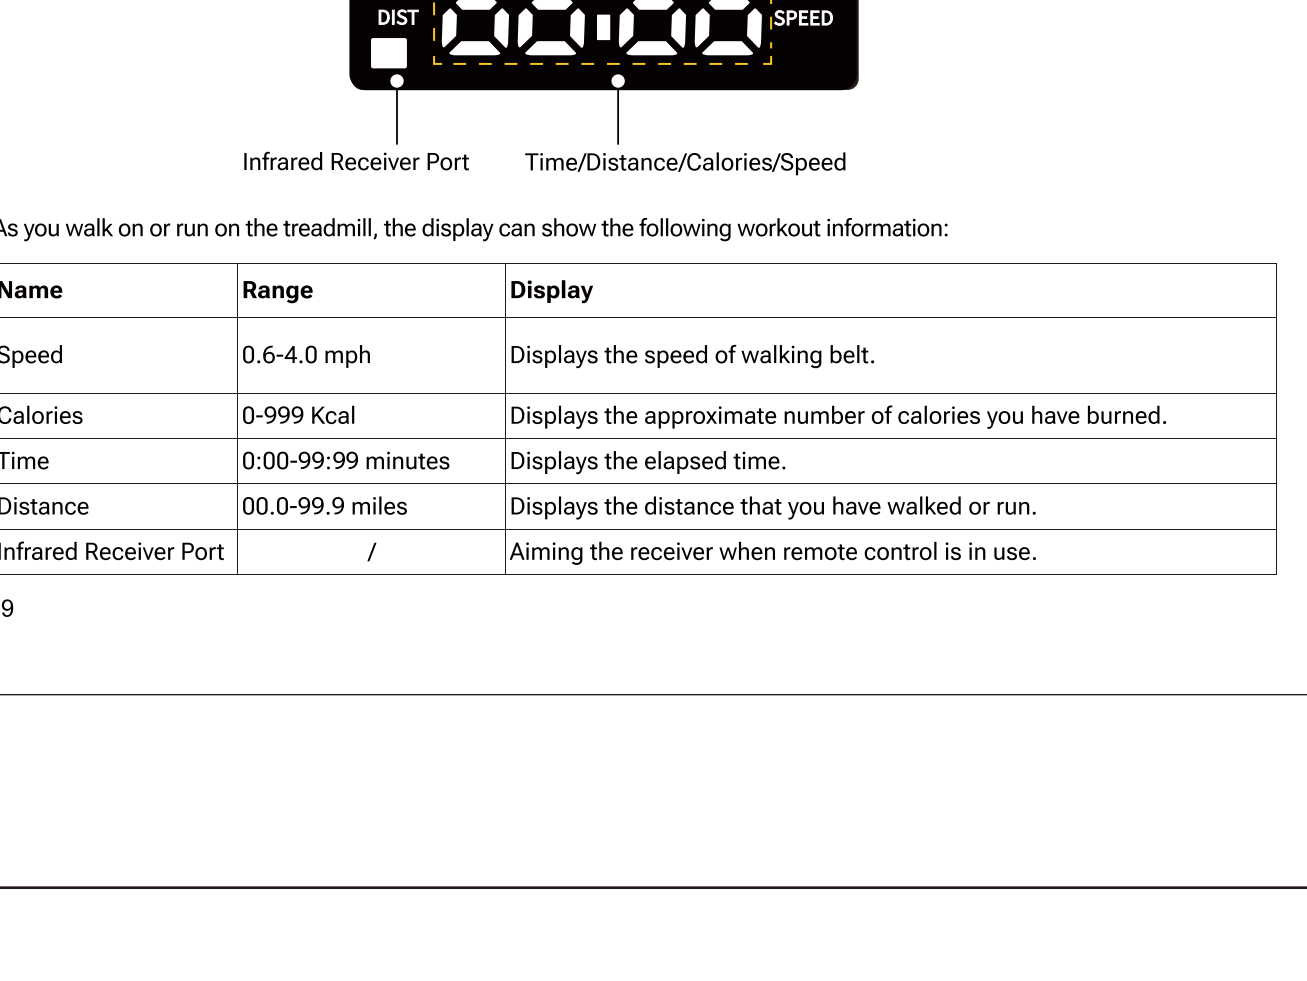 DIST 88:88 SPEED
Infrared Receiver Port Time/Distance/Calories/Speed
As you walk on or run on the treadmill, the display can show the following workout information:
Name Range Display
Speed 0.6-4.0 mph Displays the speed of walking belt.
Calories 0-999 Kcal Displays the approximate number of calories you have burned.
Time 0:00-99:99 minutes Displays the elapsed time.
Distance 00.0-99.9 miles Displays the distance that you have walked or run.
Infrared Receiver Port / Aiming the receiver when remote control is in use.
9